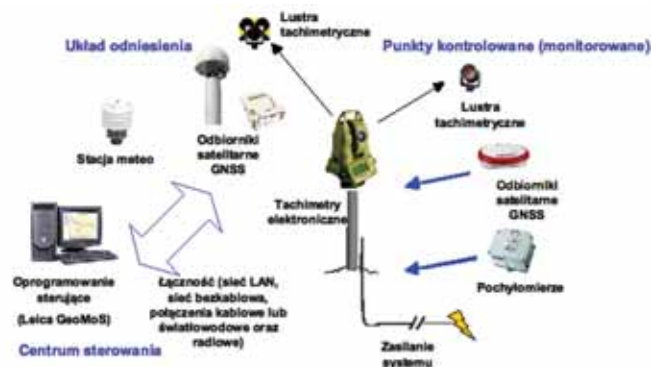 Lustra
tachimetryczne
Układ odniesienia
Punkty kontrolowane (monitorowane)
Lustra
tachimetryczne
Stacja meteo
Odbiorniki
satelitarne
GNSS
Tachimetry
elektroniczne
Odbiorniki
satelitarne
GNSS
Pochyłomierze
Oprogramowanie
sterujące
(Leica GeoMoS)
Centrum sterowania
Łączność (sieć LAN,
sieć bezkablowa,
połączenia kablowe lub
światłowodowe oraz
radiowe)
Zasilanie
systemu